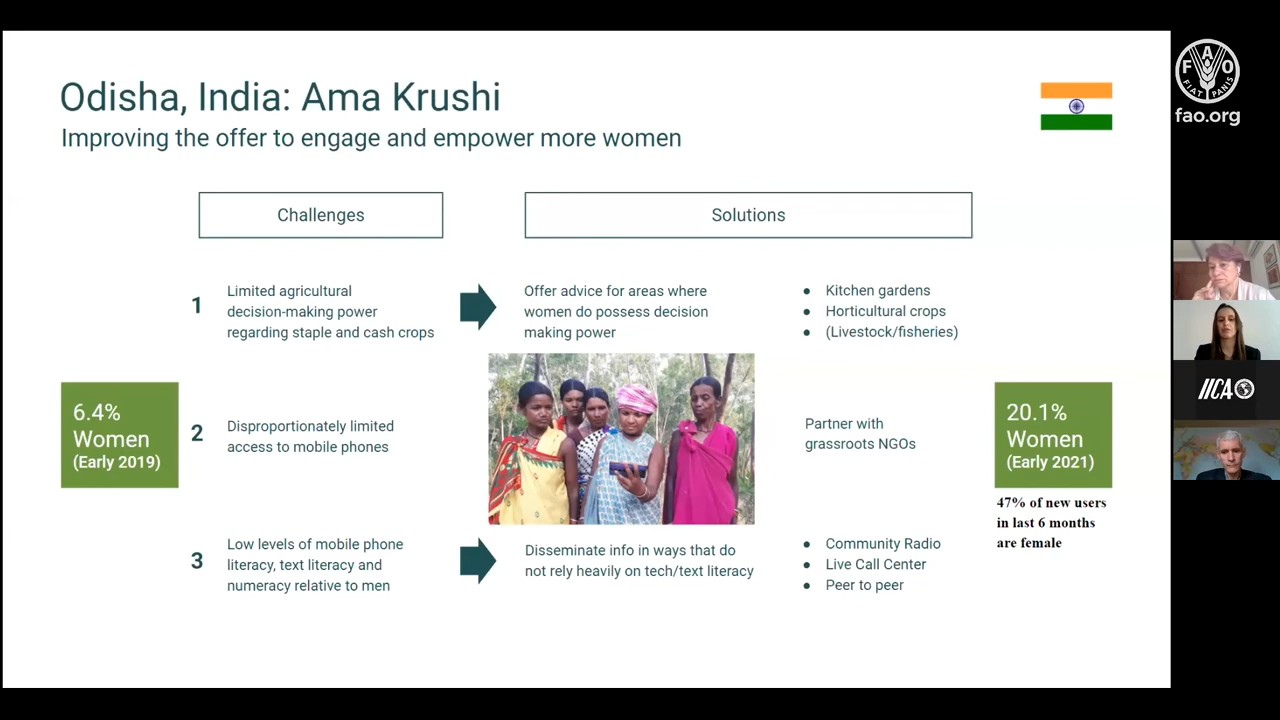 Odisha, India: Ama Krushi
Improving the offer to engage and empower more women
Challenges
Solutions
1
Limited agricultural
decision-making power
regarding staple and cash crops
Offer advice for areas where
women do possess decision
making power
● Kitchen gardens
● Horticultural crops
● (Livestock/fisheries)
6.4%
Women
(Early 2019)
2
Disproportionately limited
access to mobile phones
Partner with
grassroots NGOs
20.1%
Women
(Early 2021)
47% of new users
in last 6 months
are female
3
Low levels of mobile phone
literacy, text literacy and
numeracy relative to men
Disseminate info in ways that do
not rely heavily on tech/text literacy
● Community Radio
● Live Call Center
● Peer to peer
FAO
FIAT PANIS
fao.org
IICA